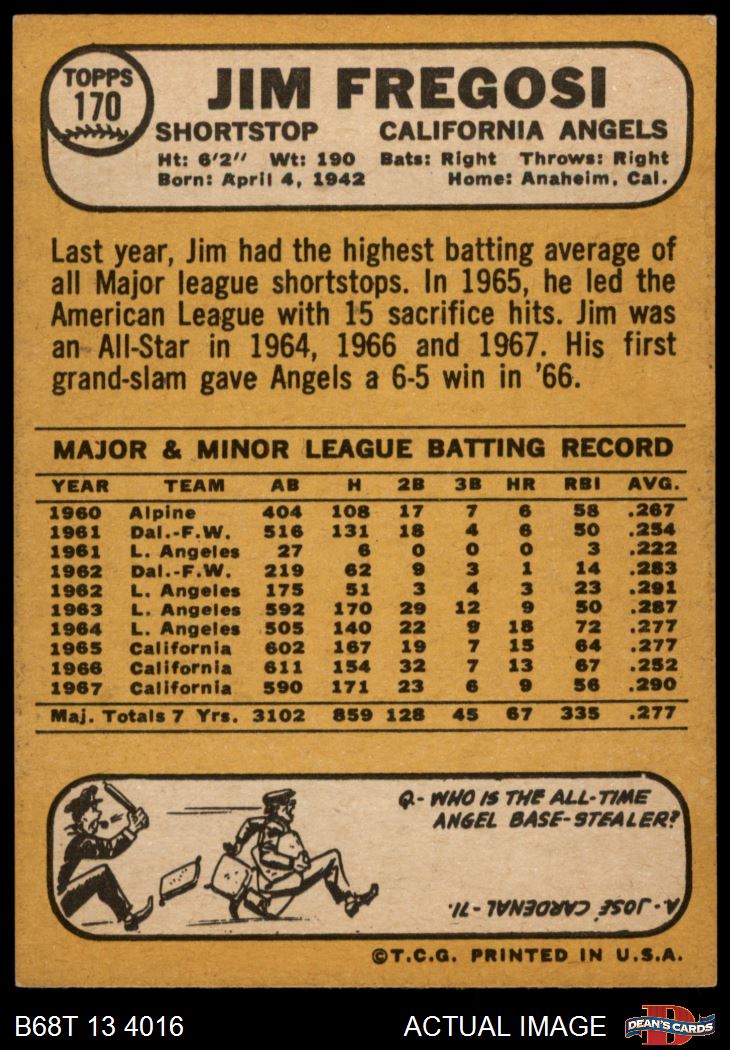 TOPPS
170
JIM FREGOSI
SHORTSTOP CALIFORNIA ANGELS
Ht: 6'2" Wt: 190 Bats: Right Throws: Right
Born: April 4, 1942 Home: Anaheim, Cal.
Last year, Jim had the highest batting average of
all Major league shortstops. In 1965, he led the
American League with 15 sacrifice hits. Jim was
an All-Star in 1964, 1966 and 1967. His first
grand-slam gave Angels a 6-5 win in '66.
MAJOR & MINOR LEAGUE BATTING RECORD
YEAR TEAM AB H 2B 3B HR RBI AVG.
1960 Alpine 404 108 17 7 6 58 .267
1961 Dal.-F.W. 516 131 18 4 6 50 .254
1961 L. Angeles 27 6 0 0 0 3 .222
1962 Dal.-F.W. 219 62 9 3 1 14 .283
1962 L. Angeles 175 51 3 4 3 23 .291
1963 L. Angeles 592 170 29 12 9 50 .287
1964 L. Angeles 505 140 22 9 18 72 .277
1965 California 602 167 19 7 15 64 .277
1966 California 611 154 32 7 13 67 .252
1967 California 590 171 23 6 9 56 .290
Maj. Totals 7 Yrs. 3102 859 128 45 67 335 .277
Q- WHO IS THE ALL-TIME
ANGEL BASE-STEALER?
A- JOSÉ CARDENAL-71.
©T.C.G. PRINTED IN U.S.A.
B68T 13 4016 ACTUAL IMAGE
D
DEAN'S CARDS